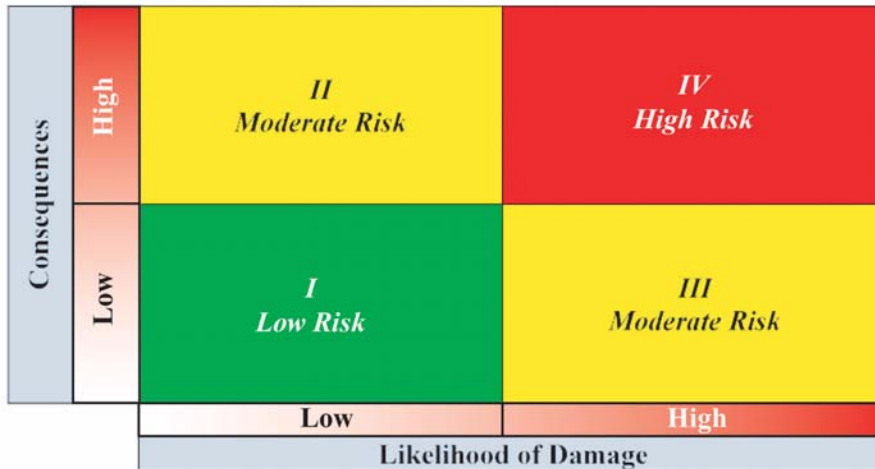 Consequences
High
Low
II
Moderate Risk
IV
High Risk
I
Low Risk
III
Moderate Risk
Low
High
Likelihood of Damage